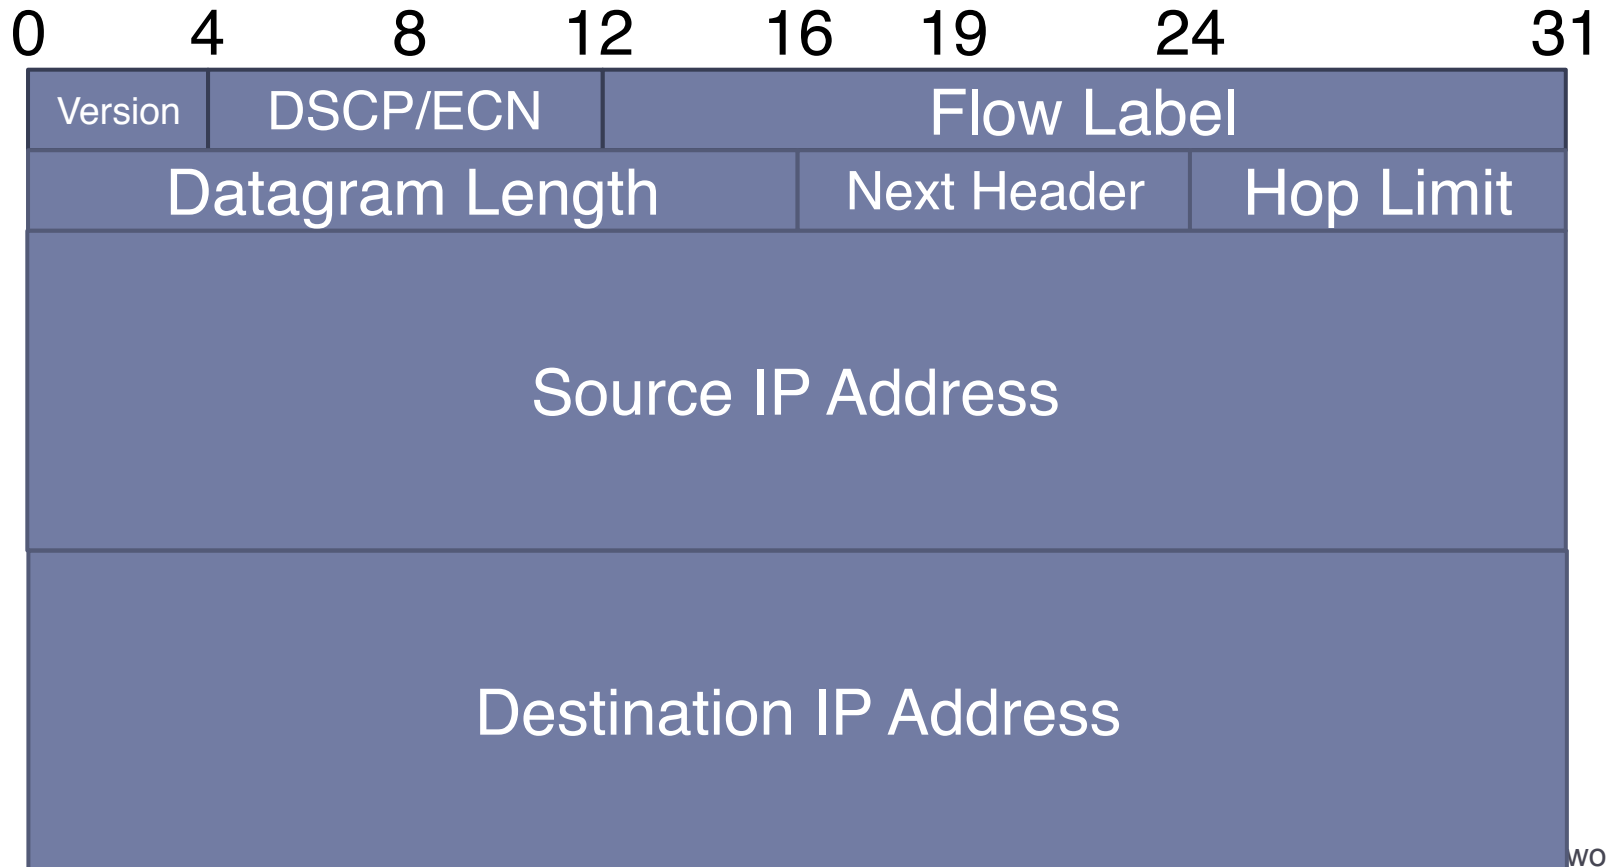 0 4 8 12 16 19 24 31
Version DSCP/ECN Flow Label
Datagram Length Next Header Hop Limit
Source IP Address
Destination IP Address